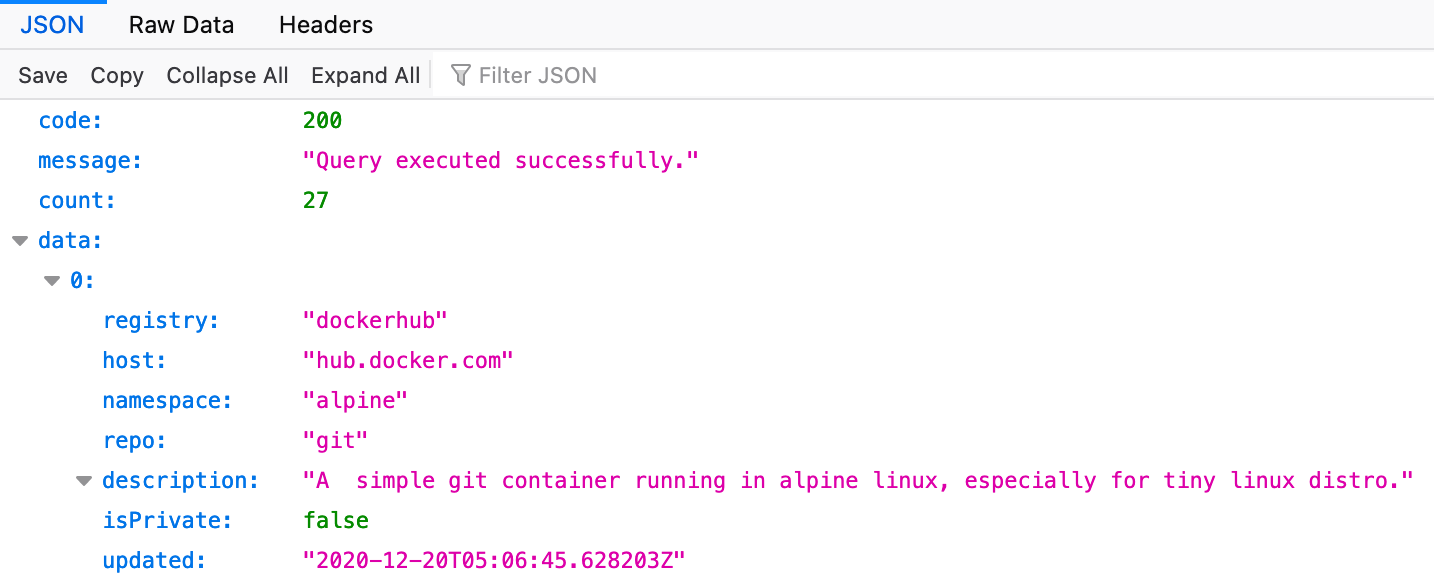 JSON Raw Data Headers
Save Copy Collapse All Expand All Filter JSON
code: 200
message: "Query executed successfully."
count: 27
data:
0:
registry: "dockerhub"
host: "hub.docker.com"
namespace: "alpine"
repo: "git"
description: "A  simple git container running in alpine linux, especially for tiny linux distro."
isPrivate: false
updated: "2020-12-20T05:06:45.628203Z"